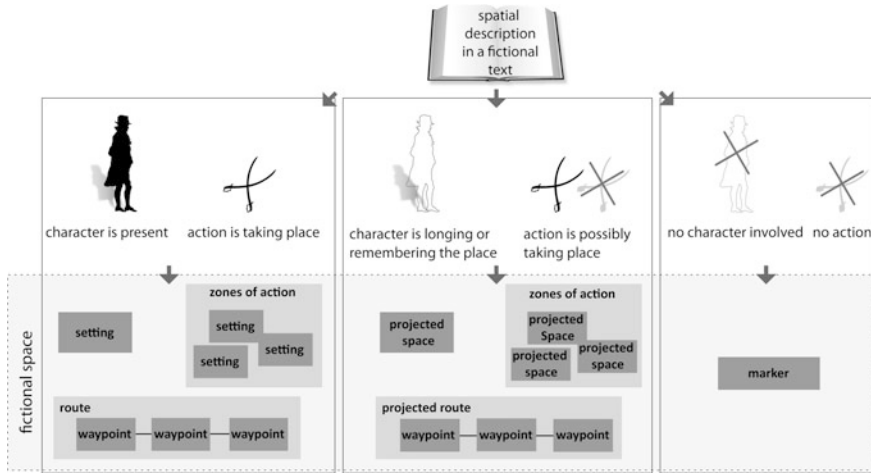 spatial
description
in a fictional
text
character is present
action is taking place
character is longing or
remembering the place
action is possibly
taking place
no character involved
no action
fictional space
setting
zones of action
setting
setting
setting
route
waypoint
waypoint
waypoint
projected
space
zones of action
projected
Space
projected
space
projected
space
projected route
waypoint
waypoint
waypoint
marker